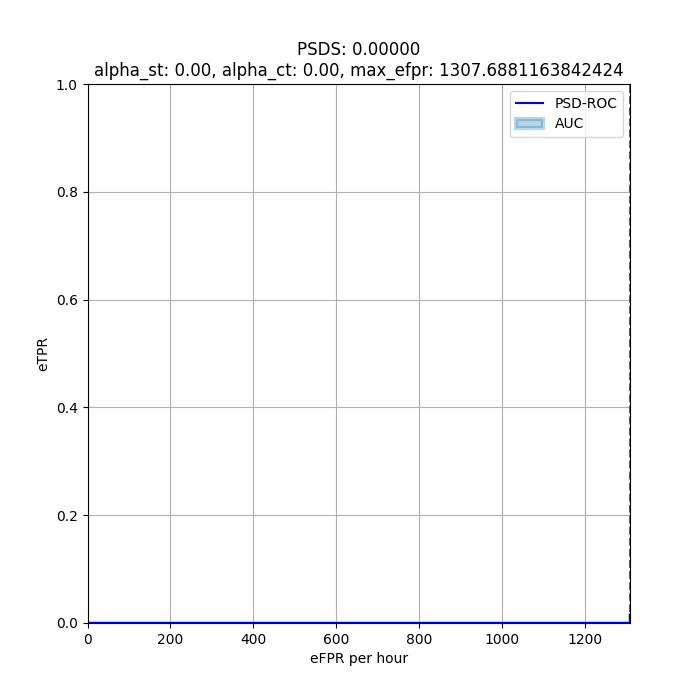 PSDS: 0.00000
alpha_st: 0.00, alpha_ct: 0.00, max_efpr: 1307.6881163842424
PSD-ROC
AUC
1.0
0.8
0.6
0.4
0.2
0.0
eTPR
0 200 400 600 800 1000 1200
eFPR per hour